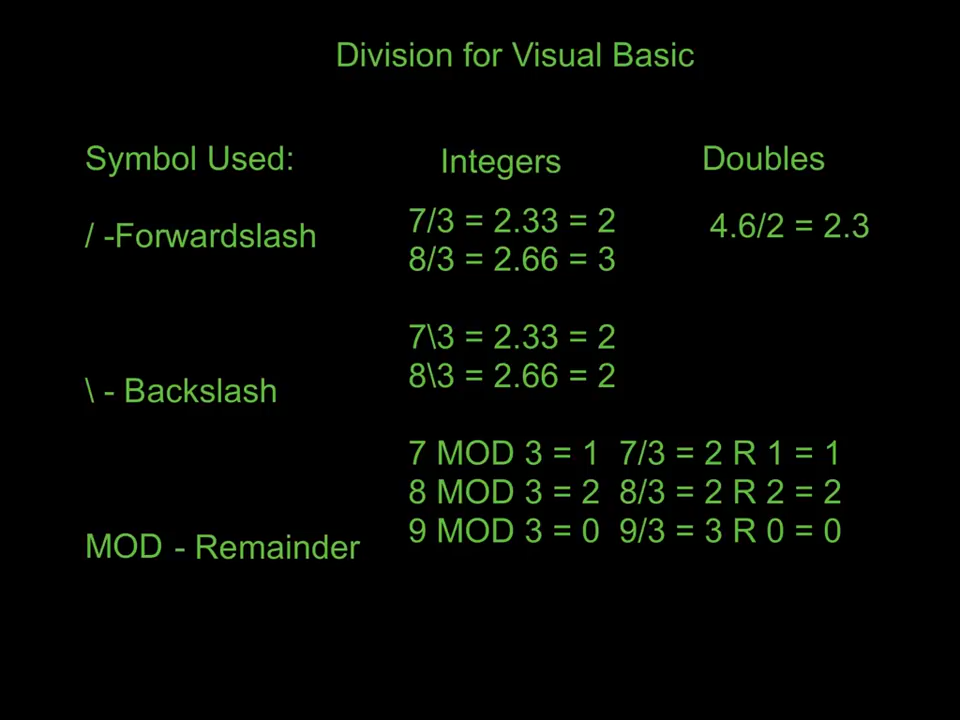 Division for Visual Basic
Symbol Used: Integers Doubles
/ -Forwardslash
7/3 = 2.33 = 2 4.6/2 = 2.3
8/3 = 2.66 = 3
\ - Backslash
7\3 = 2.33 = 2
8\3 = 2.66 = 2
MOD - Remainder
7 MOD 3 = 1 7/3 = 2 R 1 = 1
8 MOD 3 = 2 8/3 = 2 R 2 = 2
9 MOD 3 = 0 9/3 = 3 R 0 = 0